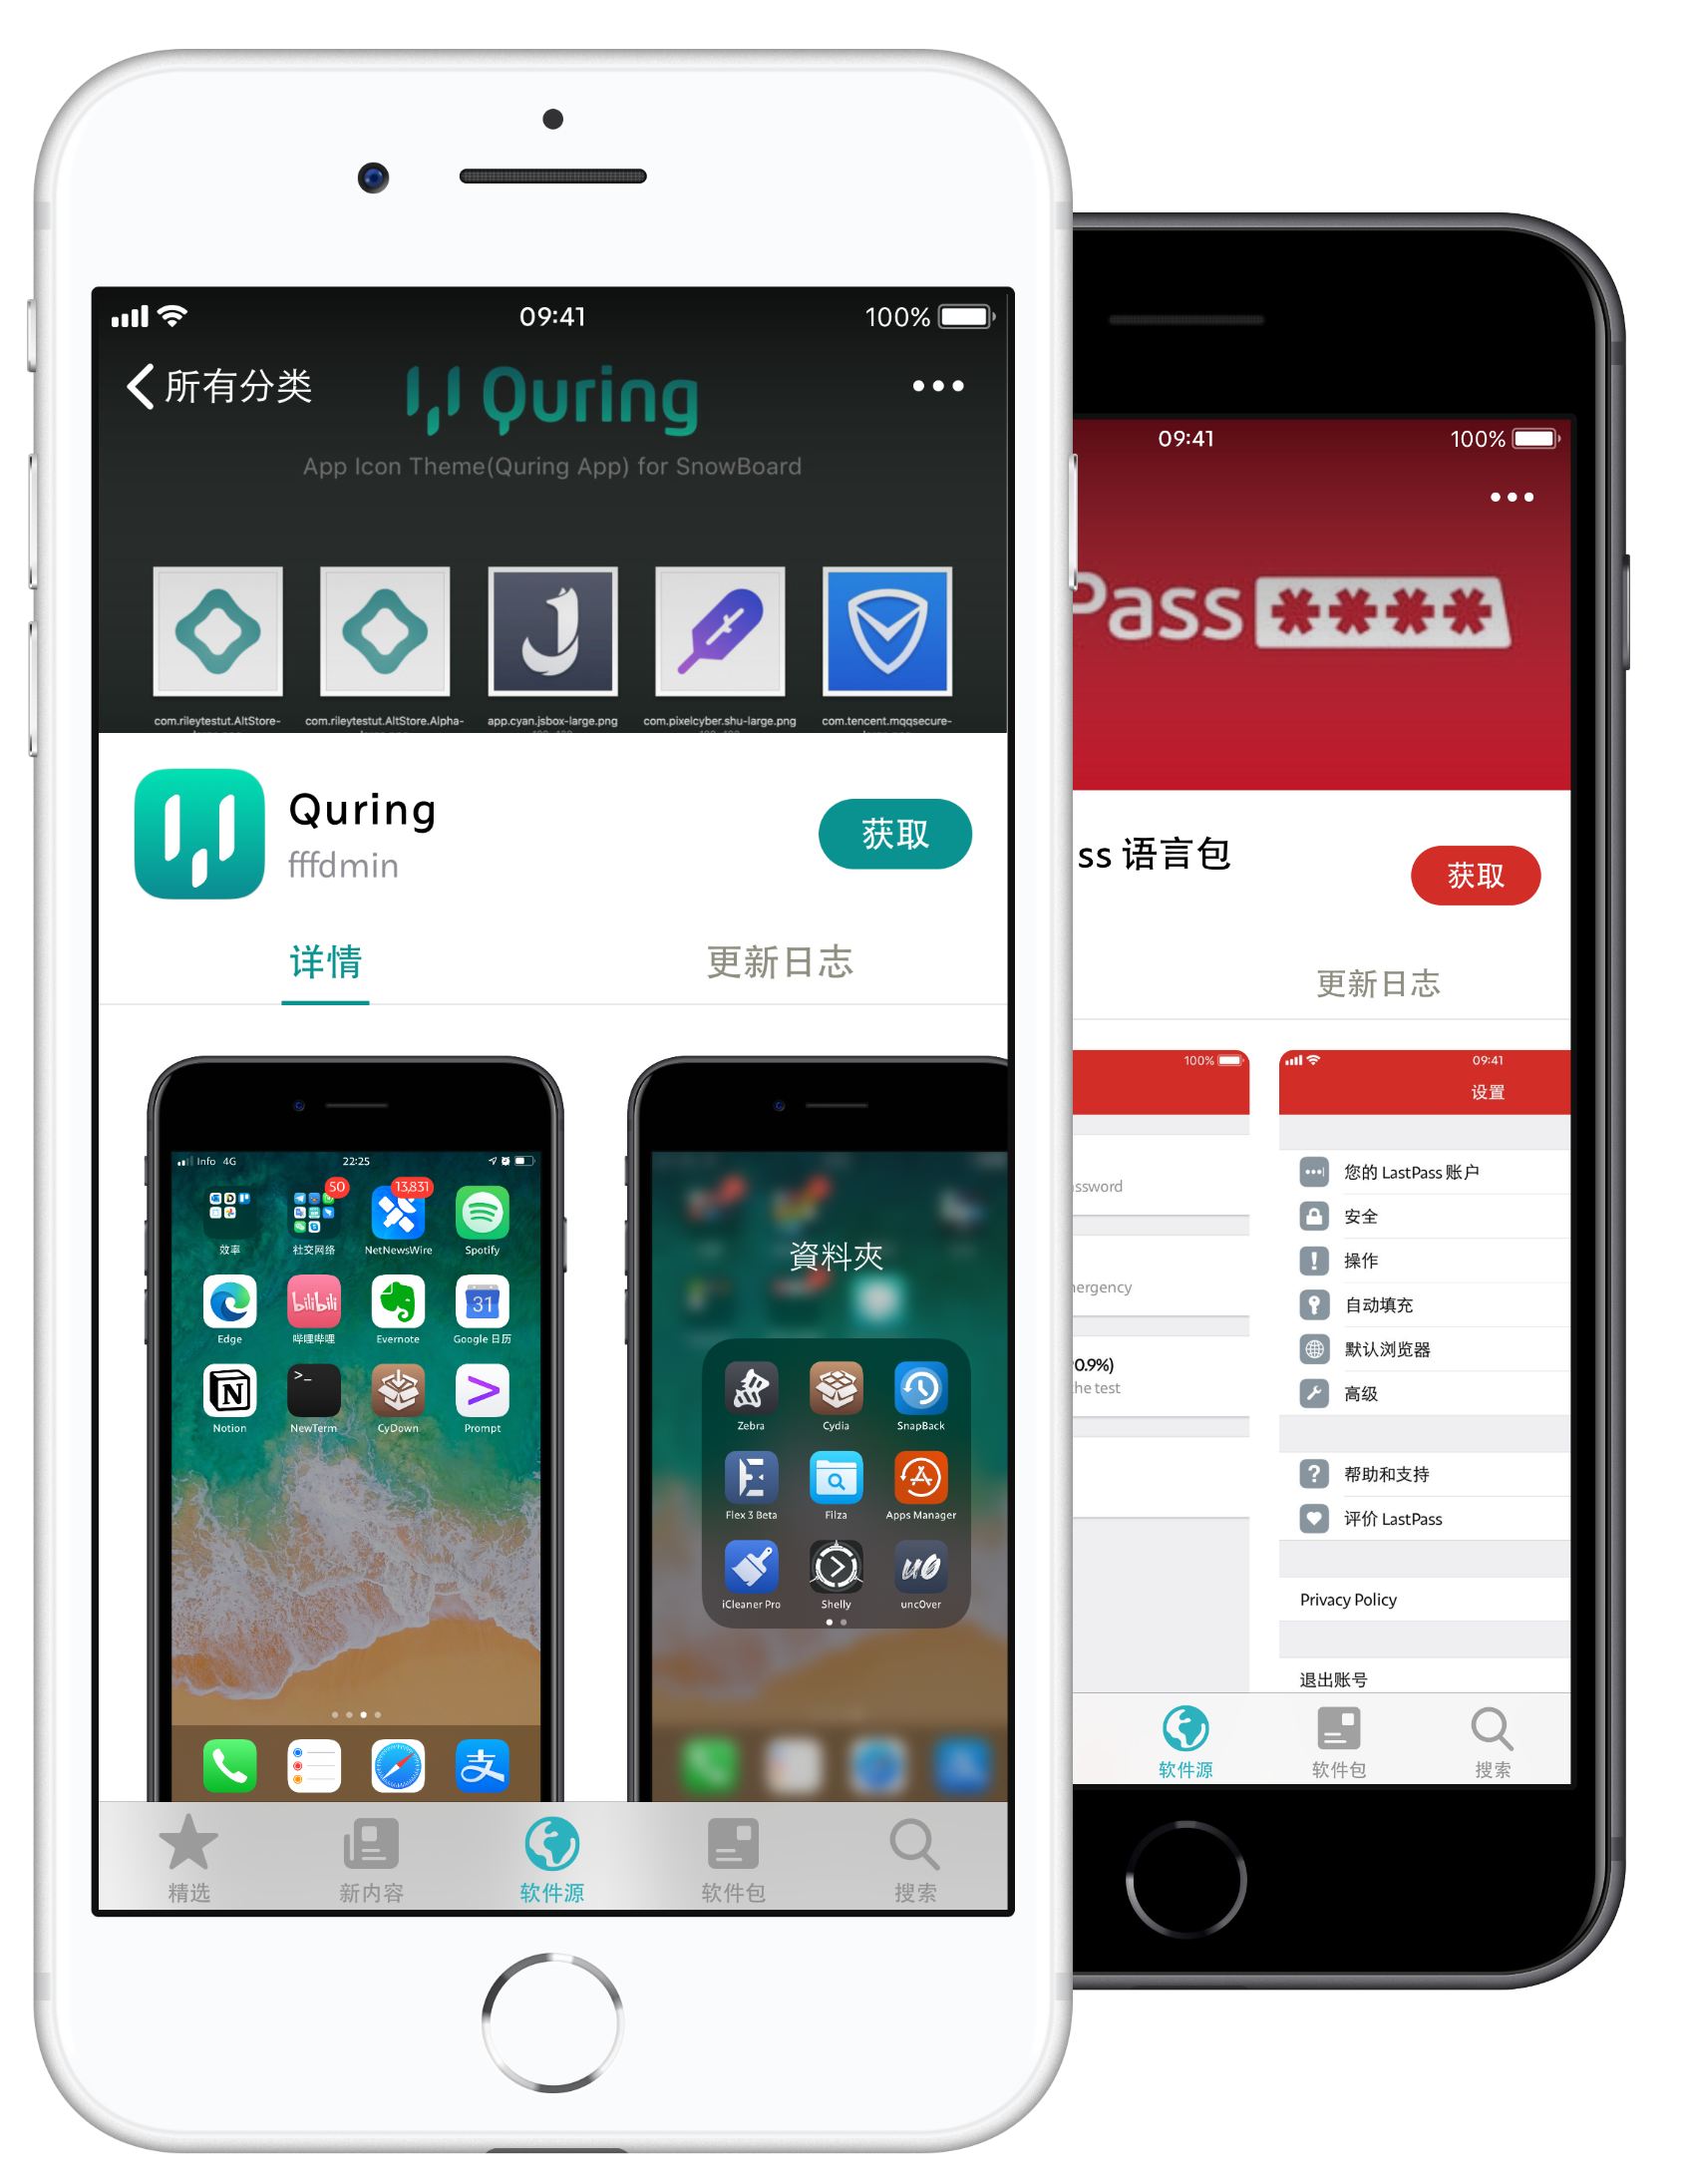 09:41
100%
所有分类
Quring
App Icon Theme(Quring App) for SnowBoard
com.rileytestut.AltStore-
com.rileytestut.AltStore.Alpha-
app.cyan.jsbox-large.png
com.pixelcyber.shu-large.png
com.tencent.mqqsecure-
Quring
fffdmin
获取
详情
更新日志
Info 4G
22:25
50
13,831
效率
社交网络
NetNewsWire
Spotify
bilibili
31
Edge
哔哩哔哩
Evernote
Google 日历
N
>_
>
Notion
NewTerm
CyDown
Prompt
支
資料夾
Zebra
Cydia
SnapBack
Flex 3 Beta
Filza
Apps Manager
u0
iCleaner Pro
Shelly
unc0ver
精选
新内容
软件源
软件包
搜索
09:41
100%
Pass ****
ss 语言包
获取
更新日志
100%
ssword
nergency
0.9%)
he test
09:41
设置
您的 LastPass 账户
安全
操作
自动填充
默认浏览器
高级
帮助和支持
评价 LastPass
Privacy Policy
退出账号
软件源
软件包
搜索